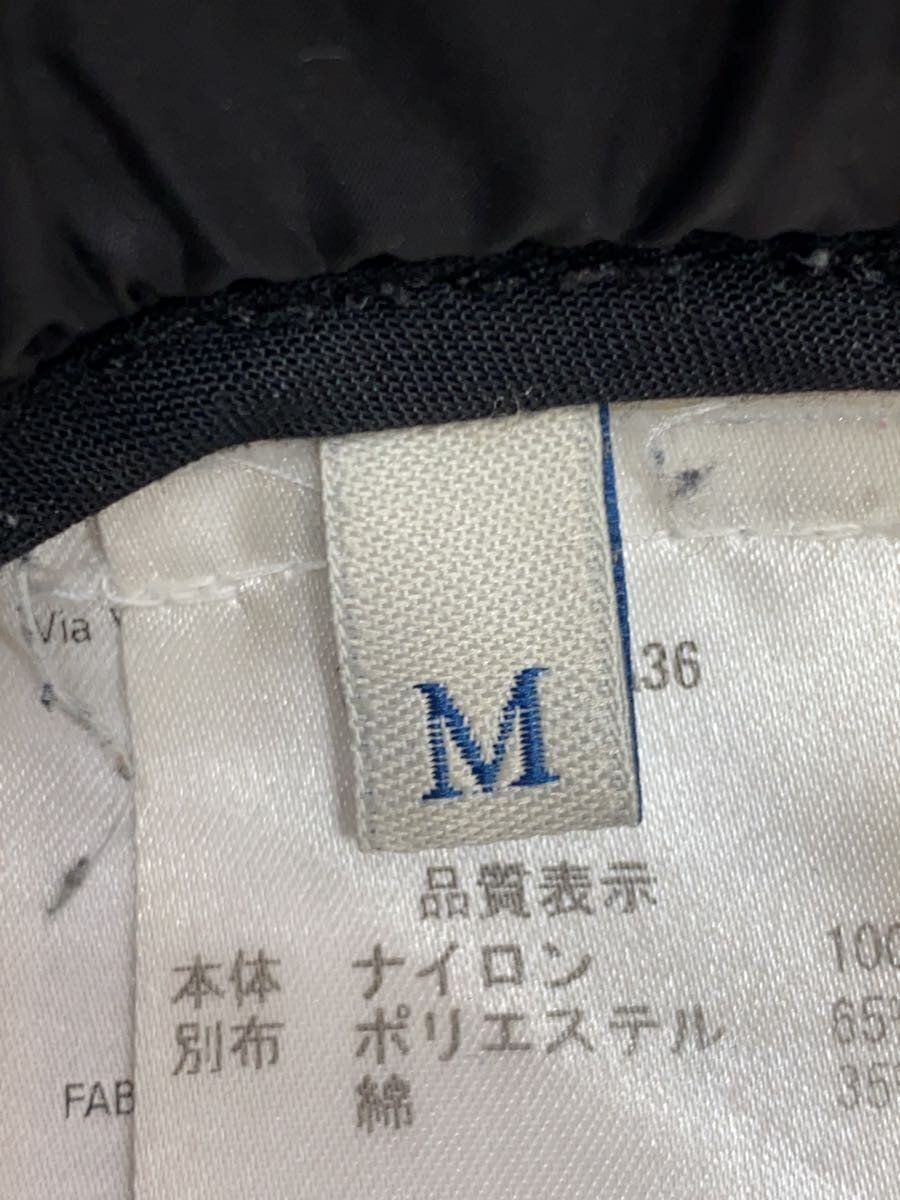 Via
36
M
品質表示
本体 ナイロン 100
別布 ポリエステル 65%
綿 35%
FAB